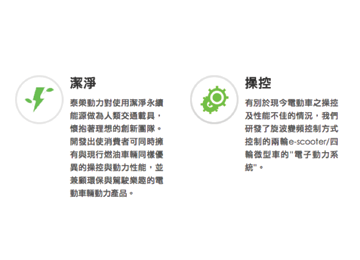 潔淨
泰榮動力對使用潔淨永續
能源做為人類交通載具，
懷抱著理想的創新團隊。
開發出使消費者可同時擁
有與現行燃油車輛同樣優
異的操控與動力性能，並
兼顧環保與駕駛樂趣的電
動車輛動力產品。
操控
有別於現今電動車之操控
及性能不佳的情況，我們
研發了旋波變頻控制方式
控制的兩輪e-scooter/四
輪微型車的"電子動力系
統"。